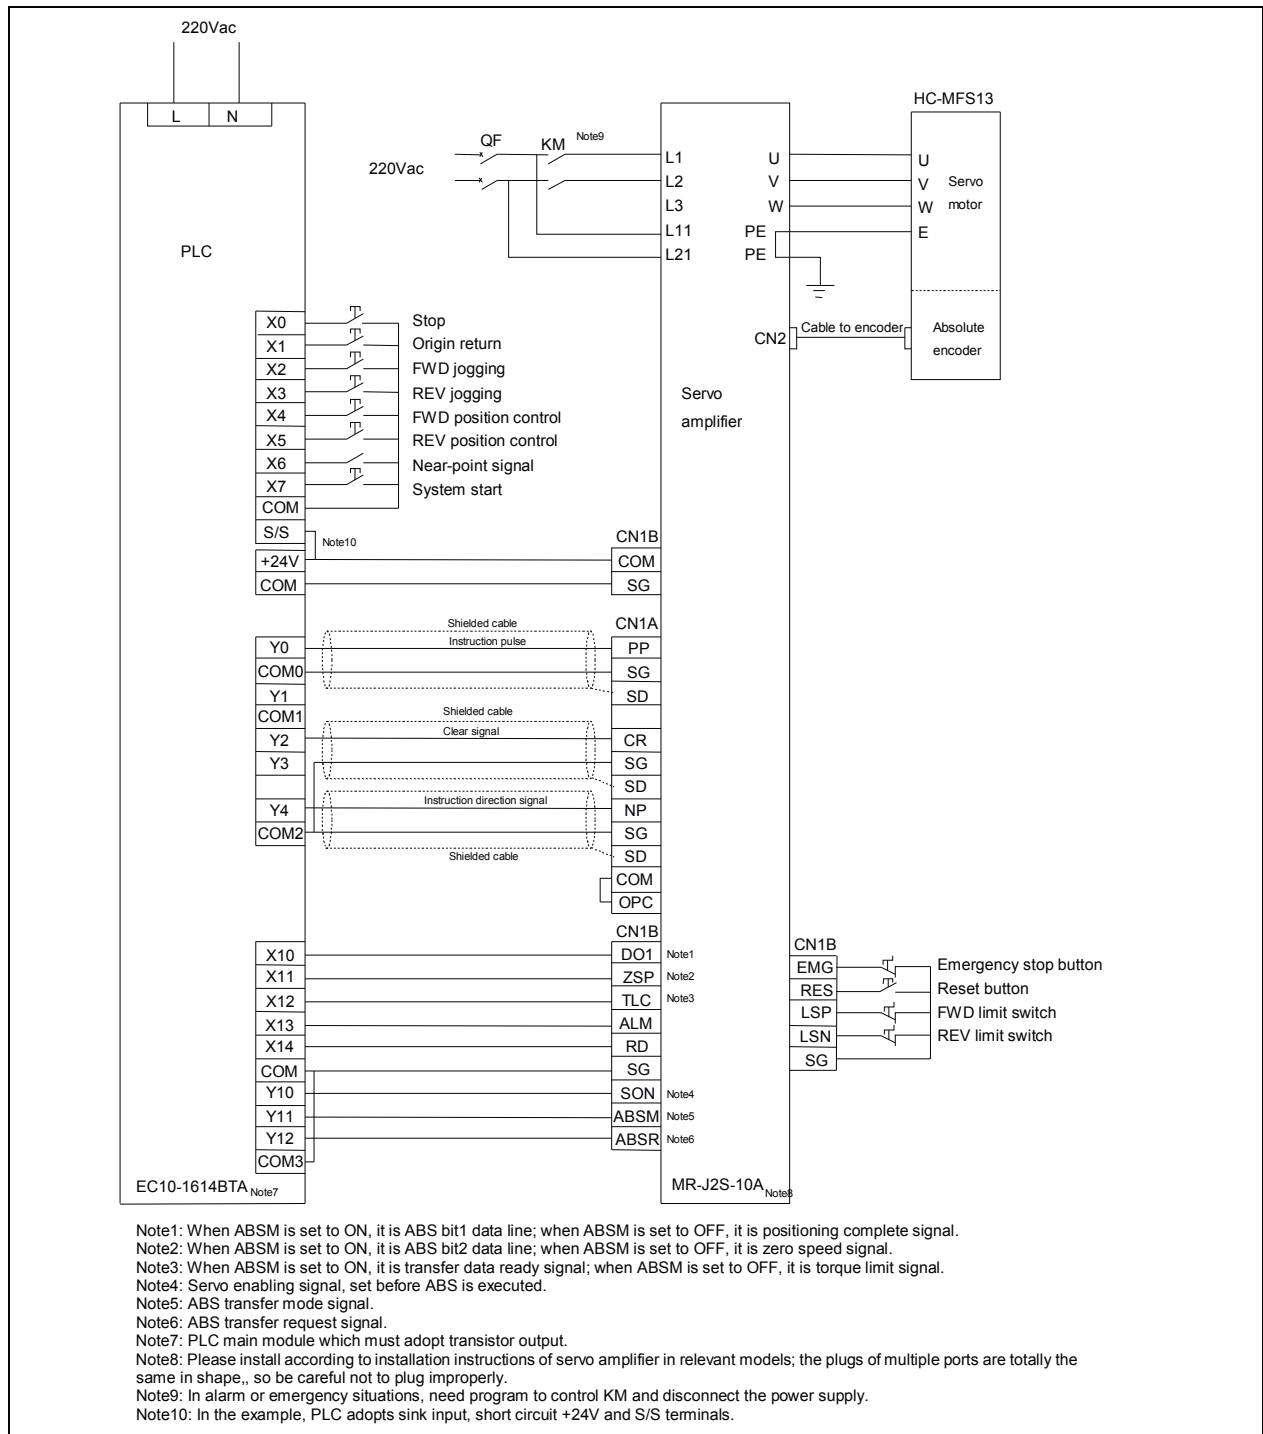 220Vac
L N
HC-MFS13
QF KM Note9
220Vac
L1 U U
L2 V V Servo
L3 W W motor
L11 PE E
L21 PE
PLC
CN2 Cable to encoder Absolute
encoder
Servo
amplifier
X0 Stop
X1 Origin return
X2 FWD jogging
X3 REV jogging
X4 FWD position control
X5 REV position control
X6 Near-point signal
X7 System start
COM
S/S Note10 CN1B
+24V COM
COM SG
Shielded cable CN1A
Y0 Instruction pulse PP
COM0 SG
Y1 SD
COM1 Shielded cable
Y2 Clear signal CR
Y3 SG
SD
Y4 Instruction direction signal NP
COM2 SG
Shielded cable SD
COM
OPC
CN1B
X10 DO1 Note1
X11 ZSP Note2
X12 TLC Note3
X13 ALM
X14 RD
COM SG
Y10 SON Note4
Y11 ABSM Note5
Y12 ABSR Note6
COM3
CN1B
EMG Emergency stop button
RES Reset button
LSP FWD limit switch
LSN REV limit switch
SG
EC10-1614BTA Note7 MR-J2S-10A Note8
Note1: When ABSM is set to ON, it is ABS bit1 data line; when ABSM is set to OFF, it is positioning complete signal.
Note2: When ABSM is set to ON, it is ABS bit2 data line; when ABSM is set to OFF, it is zero speed signal.
Note3: When ABSM is set to ON, it is transfer data ready signal; when ABSM is set to OFF, it is torque limit signal.
Note4: Servo enabling signal, set before ABS is executed.
Note5: ABS transfer mode signal.
Note6: ABS transfer request signal.
Note7: PLC main module which must adopt transistor output.
Note8: Please install according to installation instructions of servo amplifier in relevant models; the plugs of multiple ports are totally the
same in shape,, so be careful not to plug improperly.
Note9: In alarm or emergency situations, need program to control KM and disconnect the power supply.
Note10: In the example, PLC adopts sink input, short circuit +24V and S/S terminals.